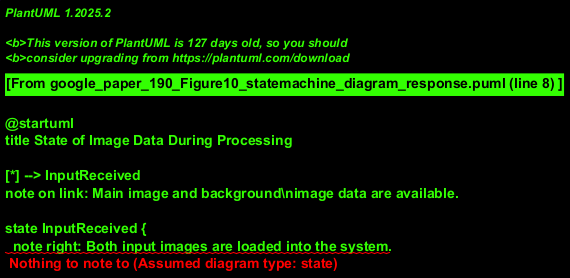 PlantUML 1.2025.2
<b>This version of PlantUML is 127 days old, so you should
<b>consider upgrading from https://plantuml.com/download
[From google_paper_190_Figure10_statemachine_diagram_response.puml (line 8) ]
@startuml
title State of Image Data During Processing
[*] --> InputReceived
note on link: Main image and background\nimage data are available.
state InputReceived {
note right: Both input images are loaded into the system.
Nothing to note to (Assumed diagram type: state)